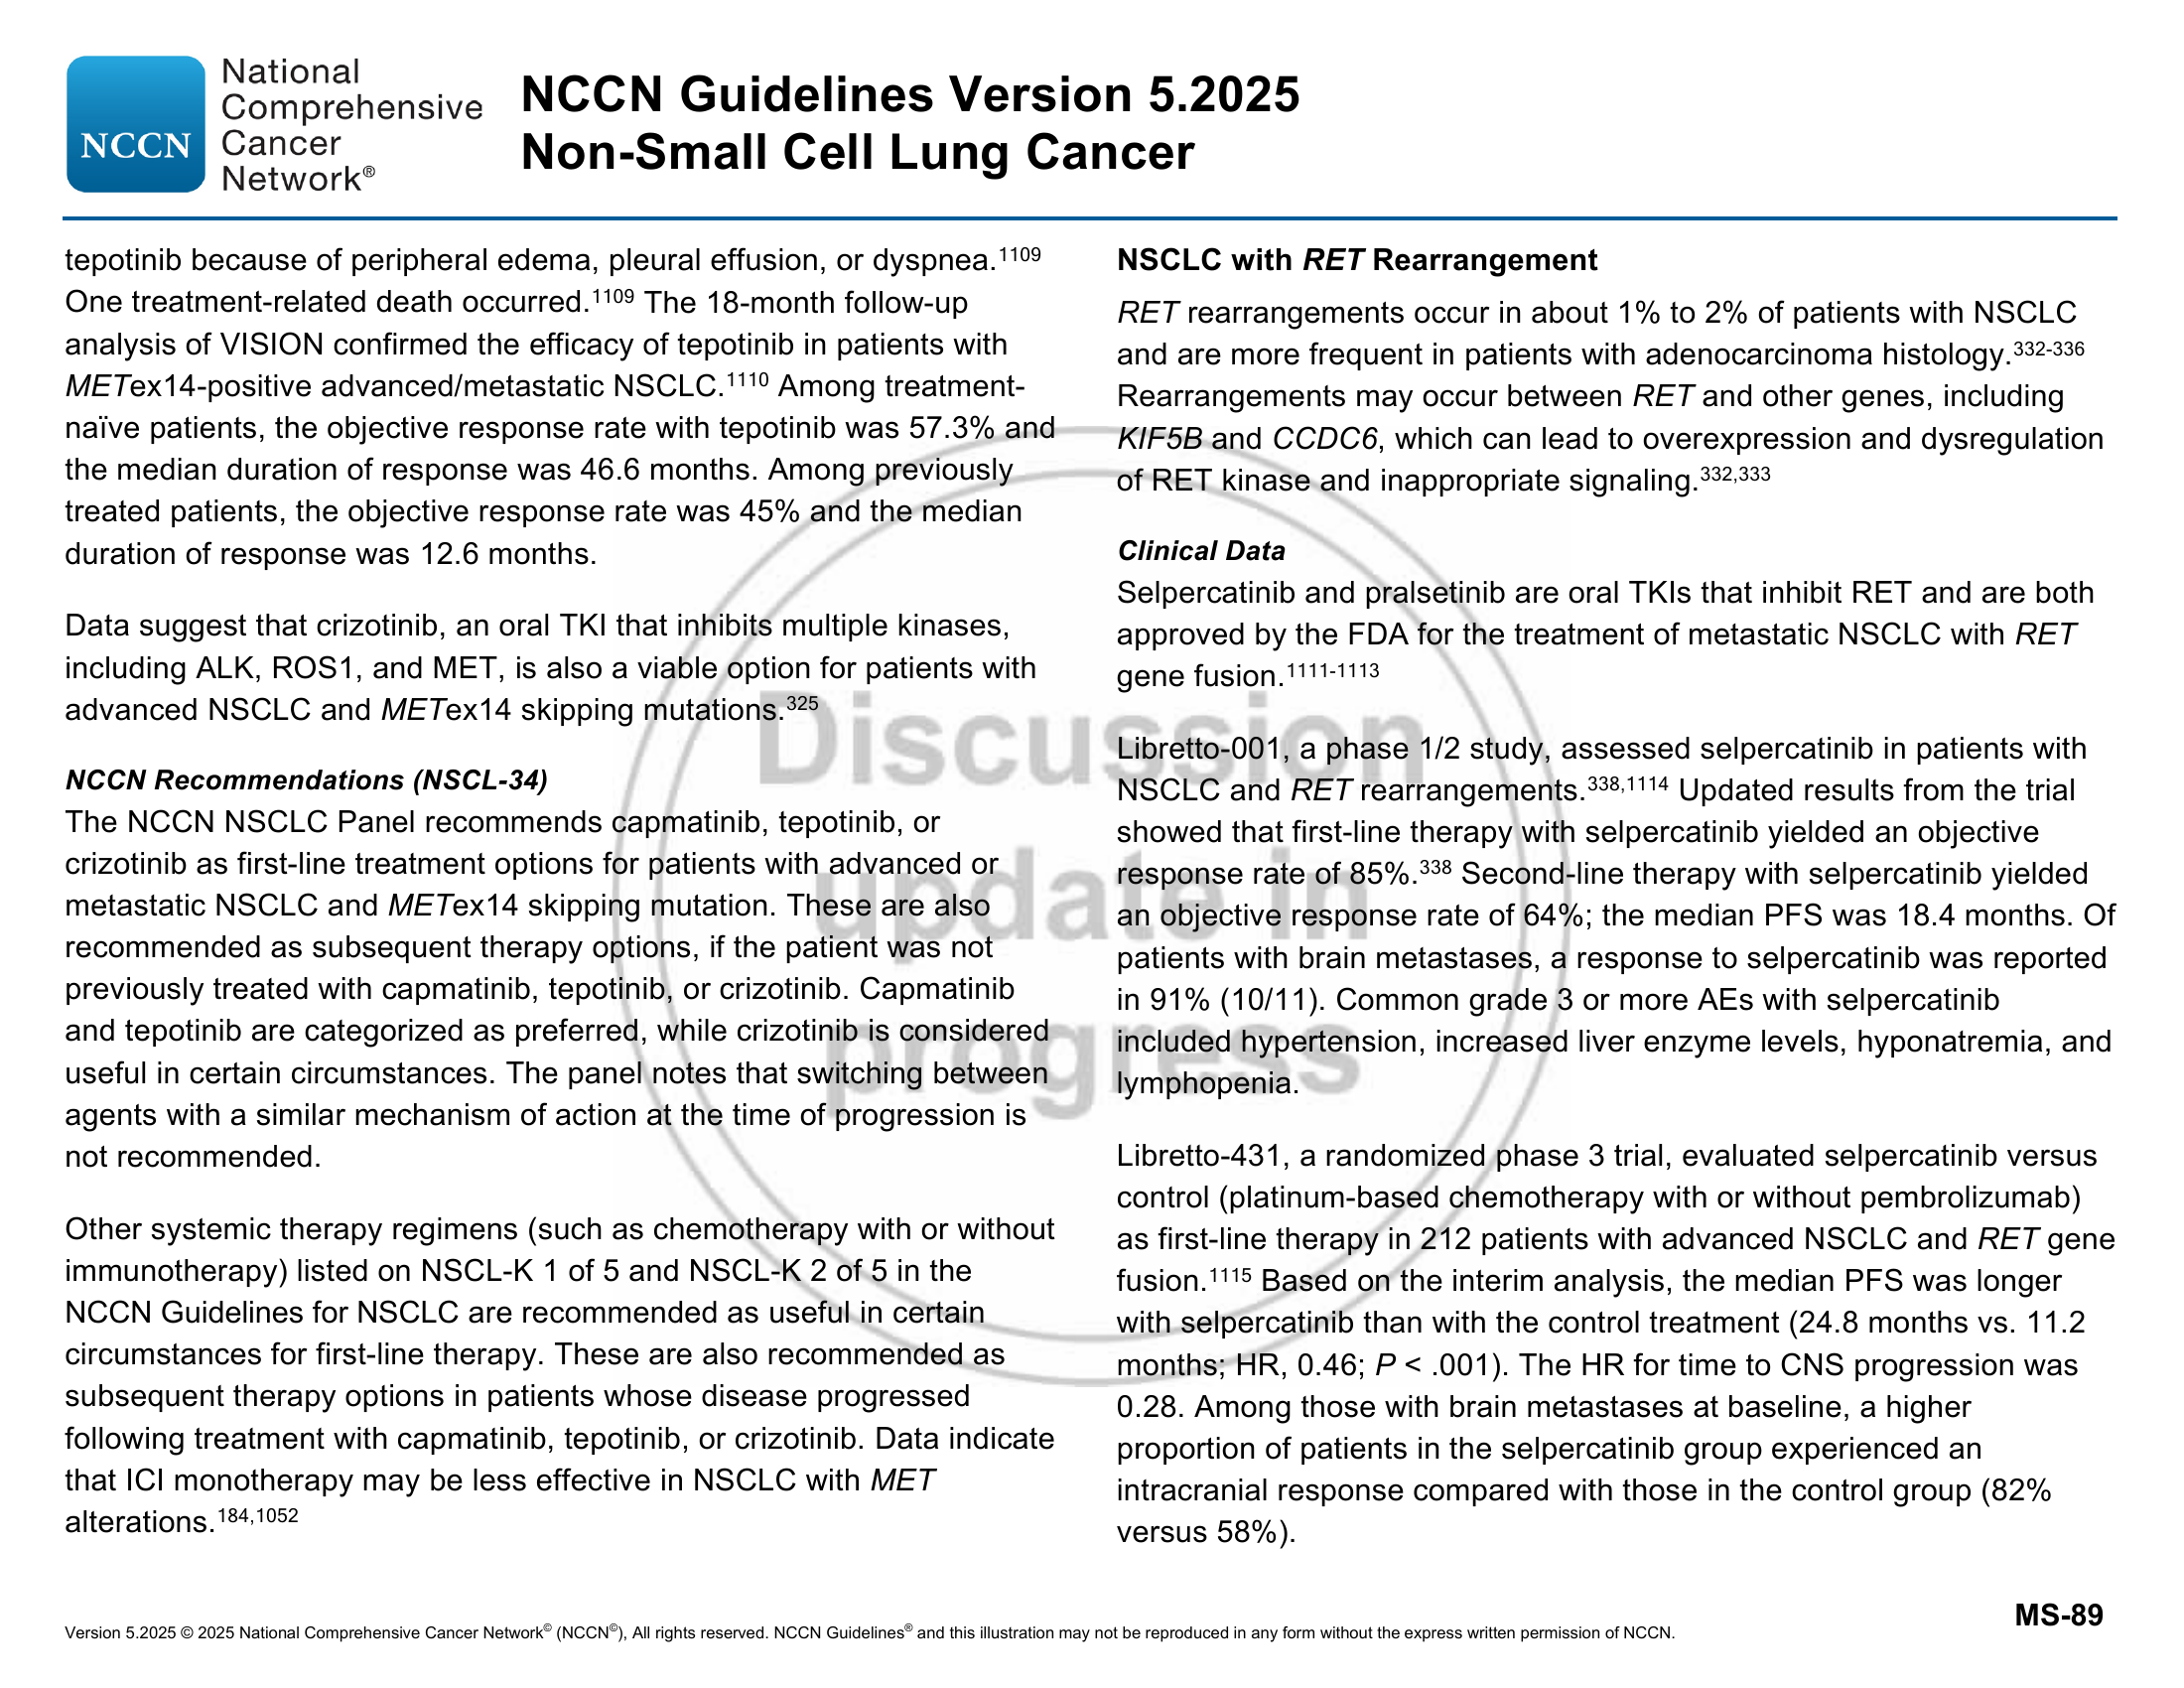 NCCN
National
Comprehensive
Cancer
Network®
NCCN Guidelines Version 5.2025
Non-Small Cell Lung Cancer
tepotinib because of peripheral edema, pleural effusion, or dyspnea.1109
One treatment-related death occurred.1109 The 18-month follow-up
analysis of VISION confirmed the efficacy of tepotinib in patients with
METex14-positive advanced/metastatic NSCLC.1110 Among treatment-
naïve patients, the objective response rate with tepotinib was 57.3% and
the median duration of response was 46.6 months. Among previously
treated patients, the objective response rate was 45% and the median
duration of response was 12.6 months.
Data suggest that crizotinib, an oral TKI that inhibits multiple kinases,
including ALK, ROS1, and MET, is also a viable option for patients with
advanced NSCLC and METex14 skipping mutations.325
NCCN Recommendations (NSCL-34)
The NCCN NSCLC Panel recommends capmatinib, tepotinib, or
crizotinib as first-line treatment options for patients with advanced or
metastatic NSCLC and METex14 skipping mutation. These are also
recommended as subsequent therapy options, if the patient was not
previously treated with capmatinib, tepotinib, or crizotinib. Capmatinib
and tepotinib are categorized as preferred, while crizotinib is considered
useful in certain circumstances. The panel notes that switching between
agents with a similar mechanism of action at the time of progression is
not recommended.
Other systemic therapy regimens (such as chemotherapy with or without
immunotherapy) listed on NSCL-K 1 of 5 and NSCL-K 2 of 5 in the
NCCN Guidelines for NSCLC are recommended as useful in certain
circumstances for first-line therapy. These are also recommended as
subsequent therapy options in patients whose disease progressed
following treatment with capmatinib, tepotinib, or crizotinib. Data indicate
that ICI monotherapy may be less effective in NSCLC with MET
alterations.184,1052
NSCLC with RET Rearrangement
RET rearrangements occur in about 1% to 2% of patients with NSCLC
and are more frequent in patients with adenocarcinoma histology.332-336
Rearrangements may occur between RET and other genes, including
KIF5B and CCDC6, which can lead to overexpression and dysregulation
of RET kinase and inappropriate signaling.332,333
Clinical Data
Selpercatinib and pralsetinib are oral TKIs that inhibit RET and are both
approved by the FDA for the treatment of metastatic NSCLC with RET
gene fusion.1111-1113
Libretto-001, a phase 1/2 study, assessed selpercatinib in patients with
NSCLC and RET rearrangements.338,1114 Updated results from the trial
showed that first-line therapy with selpercatinib yielded an objective
response rate of 85%.338 Second-line therapy with selpercatinib yielded
an objective response rate of 64%; the median PFS was 18.4 months. Of
patients with brain metastases, a response to selpercatinib was reported
in 91% (10/11). Common grade 3 or more AEs with selpercatinib
included hypertension, increased liver enzyme levels, hyponatremia, and
lymphopenia.
Libretto-431, a randomized phase 3 trial, evaluated selpercatinib versus
control (platinum-based chemotherapy with or without pembrolizumab)
as first-line therapy in 212 patients with advanced NSCLC and RET gene
fusion.1115 Based on the interim analysis, the median PFS was longer
with selpercatinib than with the control treatment (24.8 months vs. 11.2
months; HR, 0.46; P < .001). The HR for time to CNS progression was
0.28. Among those with brain metastases at baseline, a higher
proportion of patients in the selpercatinib group experienced an
intracranial response compared with those in the control group (82%
versus 58%).
Discussion
update in
progress
MS-89
Version 5.2025 © 2025 National Comprehensive Cancer Network© (NCCN©), All rights reserved. NCCN Guidelines® and this illustration may not be reproduced in any form without the express written permission of NCCN.